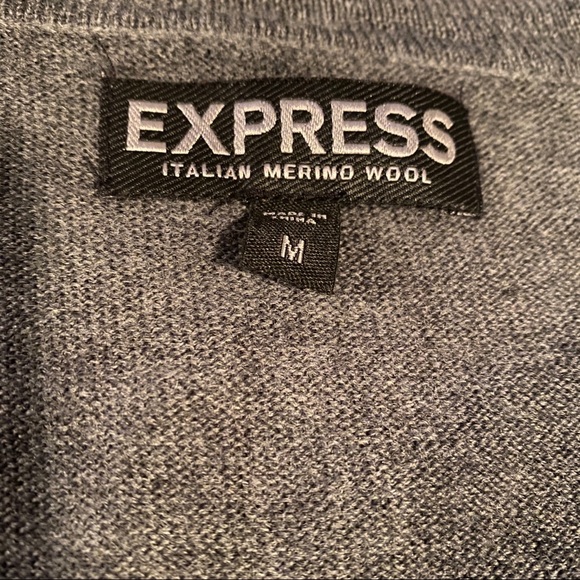 EXPRESS
ITALIAN MERINO WOOL
MADE IN
CHINA
M